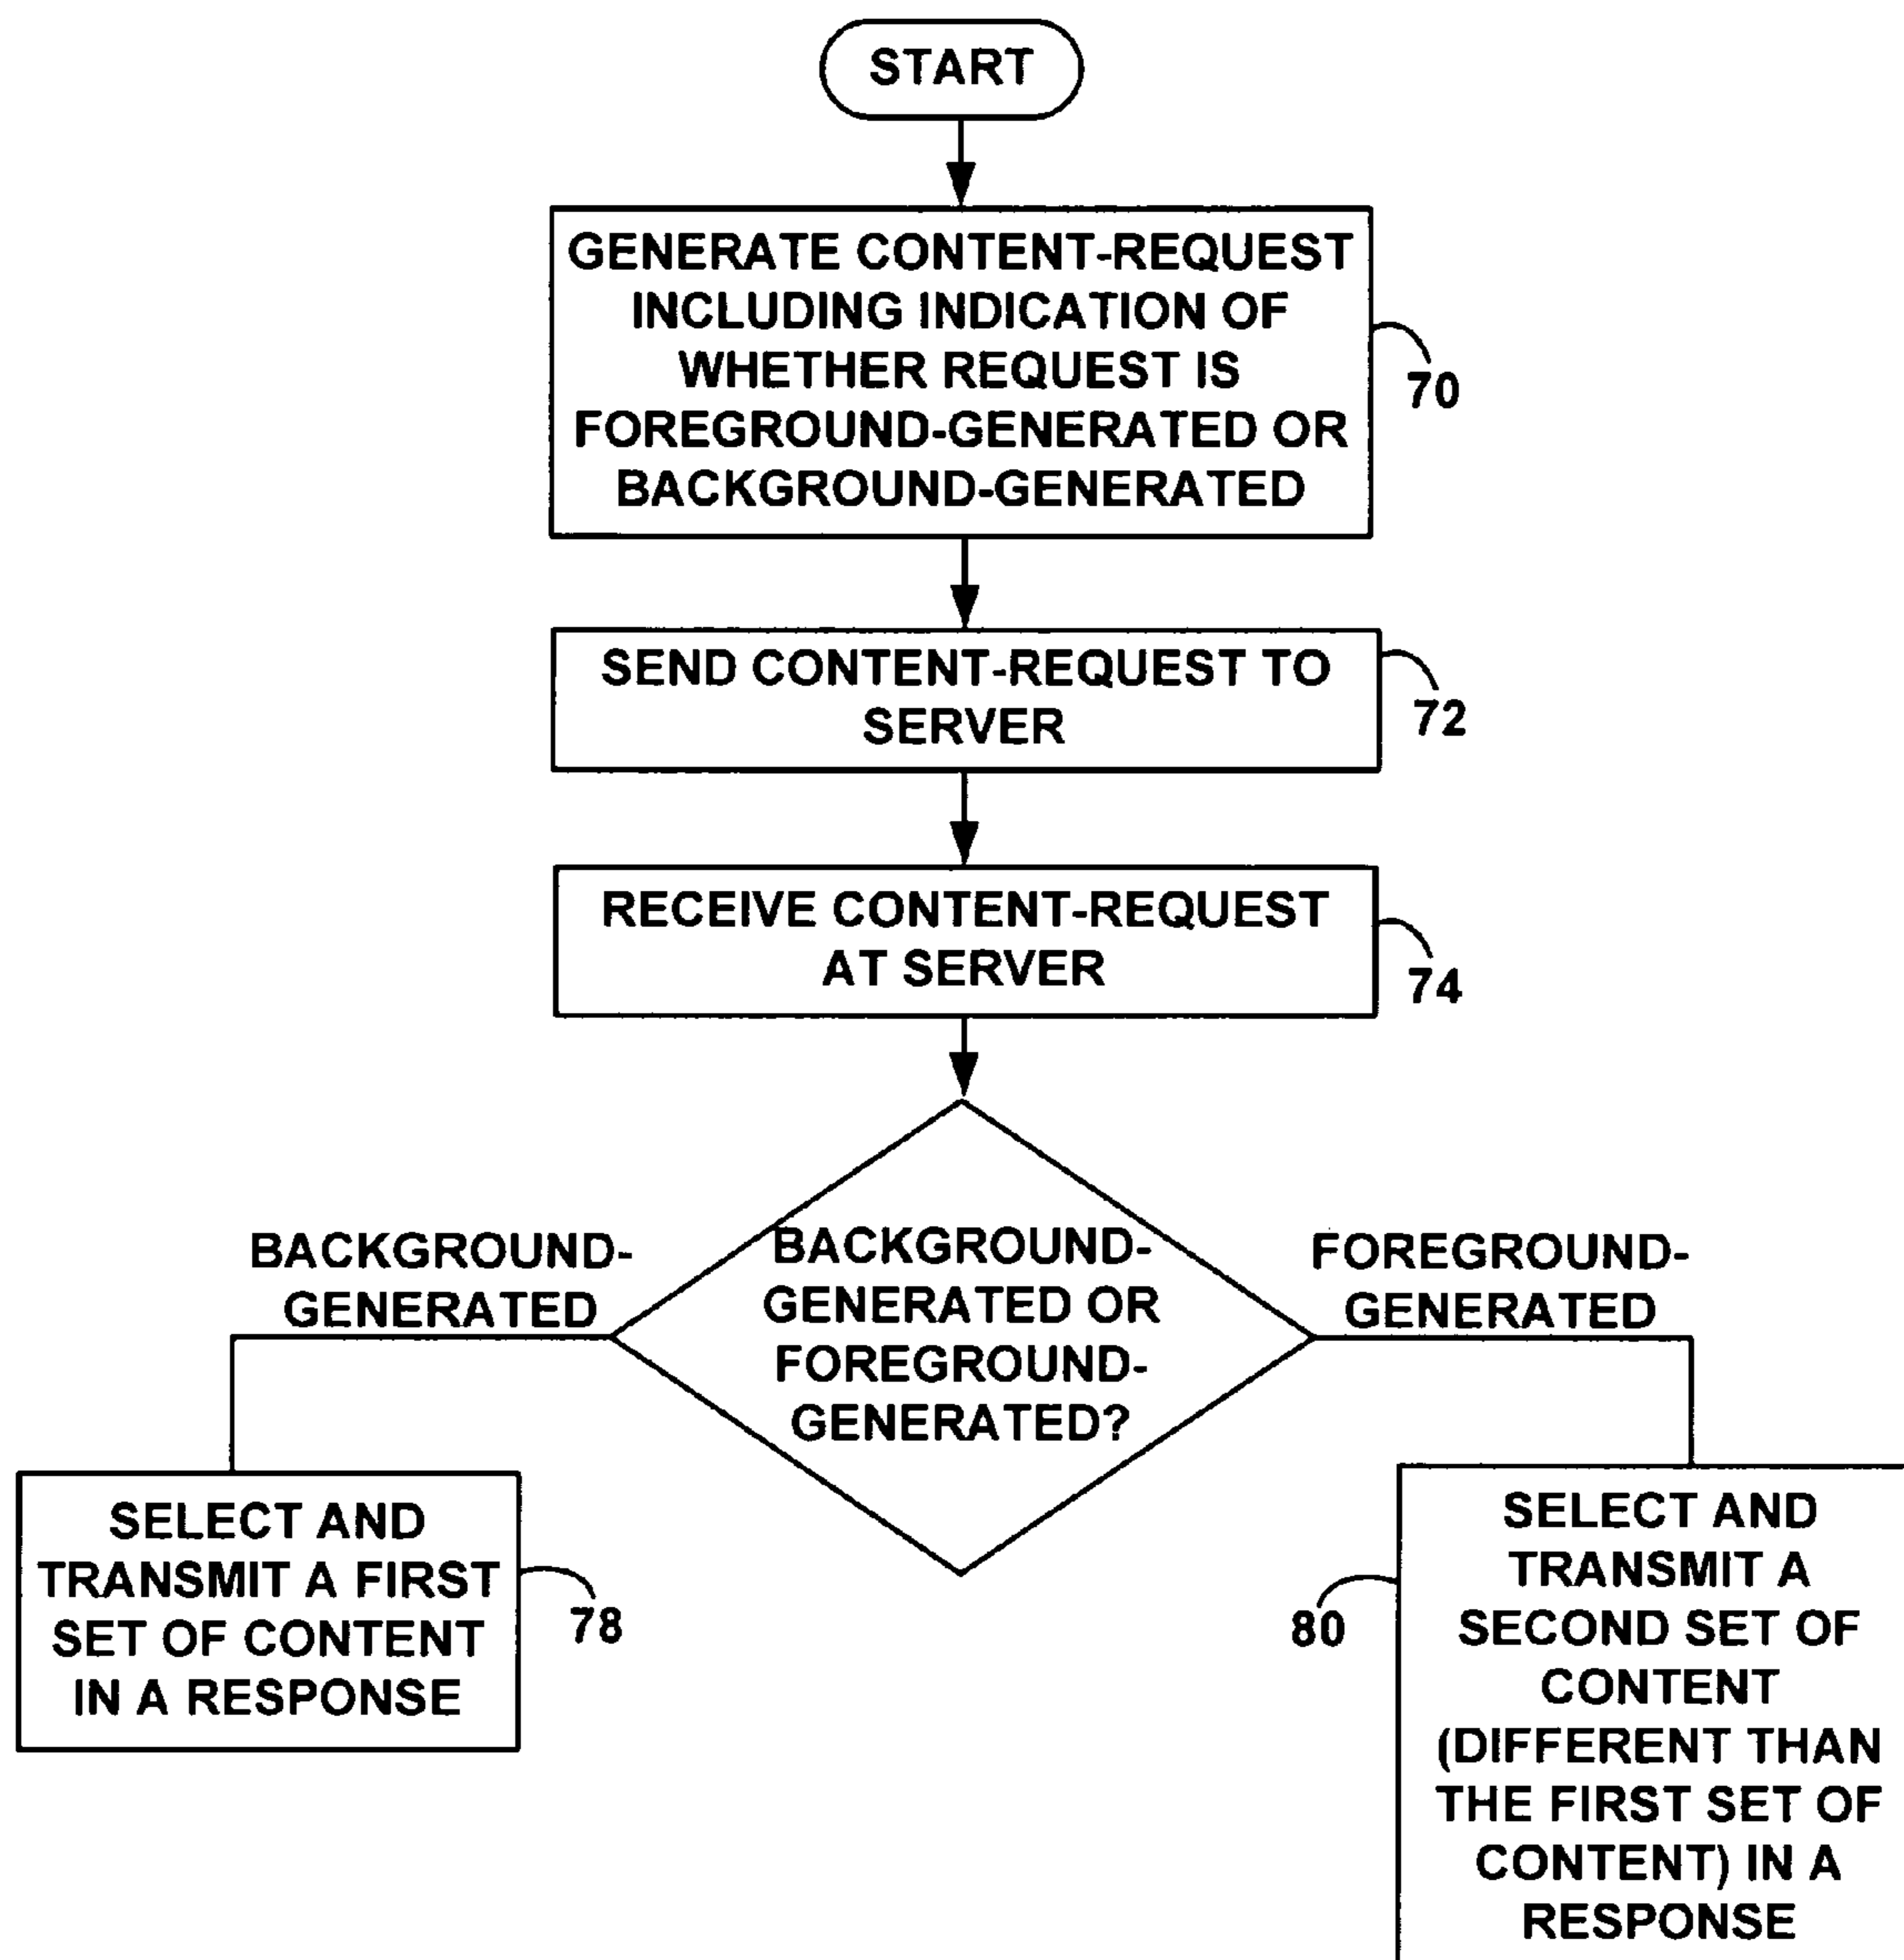 START
GENERATE CONTENT-REQUEST
INCLUDING INDICATION OF
WHETHER REQUEST IS
FOREGROUND-GENERATED OR
BACKGROUND-GENERATED
70
SEND CONTENT-REQUEST TO
SERVER
72
RECEIVE CONTENT-REQUEST
AT SERVER
74
BACKGROUND-
GENERATED OR
FOREGROUND-
GENERATED?
BACKGROUND-
GENERATED
FOREGROUND-
GENERATED
SELECT AND
TRANSMIT A FIRST
SET OF CONTENT
IN A RESPONSE
78
SELECT AND
TRANSMIT A
SECOND SET OF
CONTENT
(DIFFERENT THAN
THE FIRST SET OF
CONTENT) IN A
RESPONSE
80